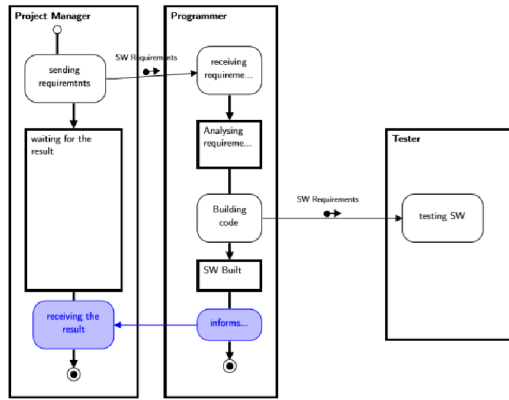 Project Manager
sending
requiremtnts
waiting for the
result
receiving the
result
SW Requirements
Programmer
receiving
requireme...
Analysing
requireme...
Building
code
SW Built
informs...
SW Requirements
Tester
testing SW